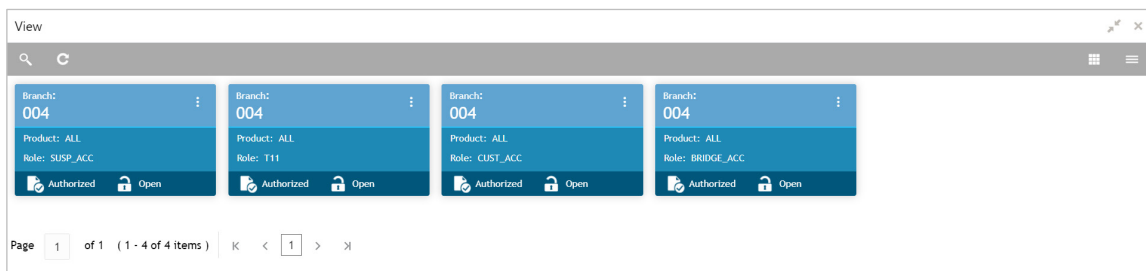 View
Branch:
004
Product: ALL
Role: SUSP_ACC
Authorized Open
Branch:
004
Product: ALL
Role: T11
Authorized Open
Branch:
004
Product: ALL
Role: CUST_ACC
Authorized Open
Branch:
004
Product: ALL
Role: BRIDGE_ACC
Authorized Open
Page 1 of 1 ( 1 - 4 of 4 items ) 1